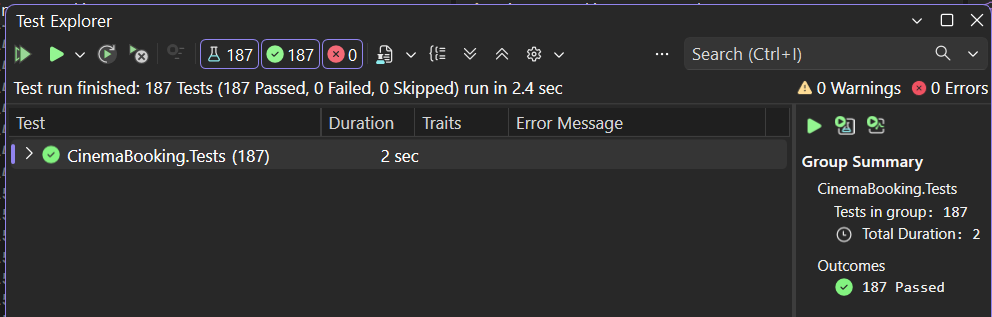 Test Explorer
187 187 0 Search (Ctrl+I)
Test run finished: 187 Tests (187 Passed, 0 Failed, 0 Skipped) run in 2.4 sec 0 Warnings 0 Errors
Test Duration Traits Error Message
CinemaBooking.Tests (187) 2 sec
Group Summary
CinemaBooking.Tests
Tests in group: 187
Total Duration: 2
Outcomes
187 Passed